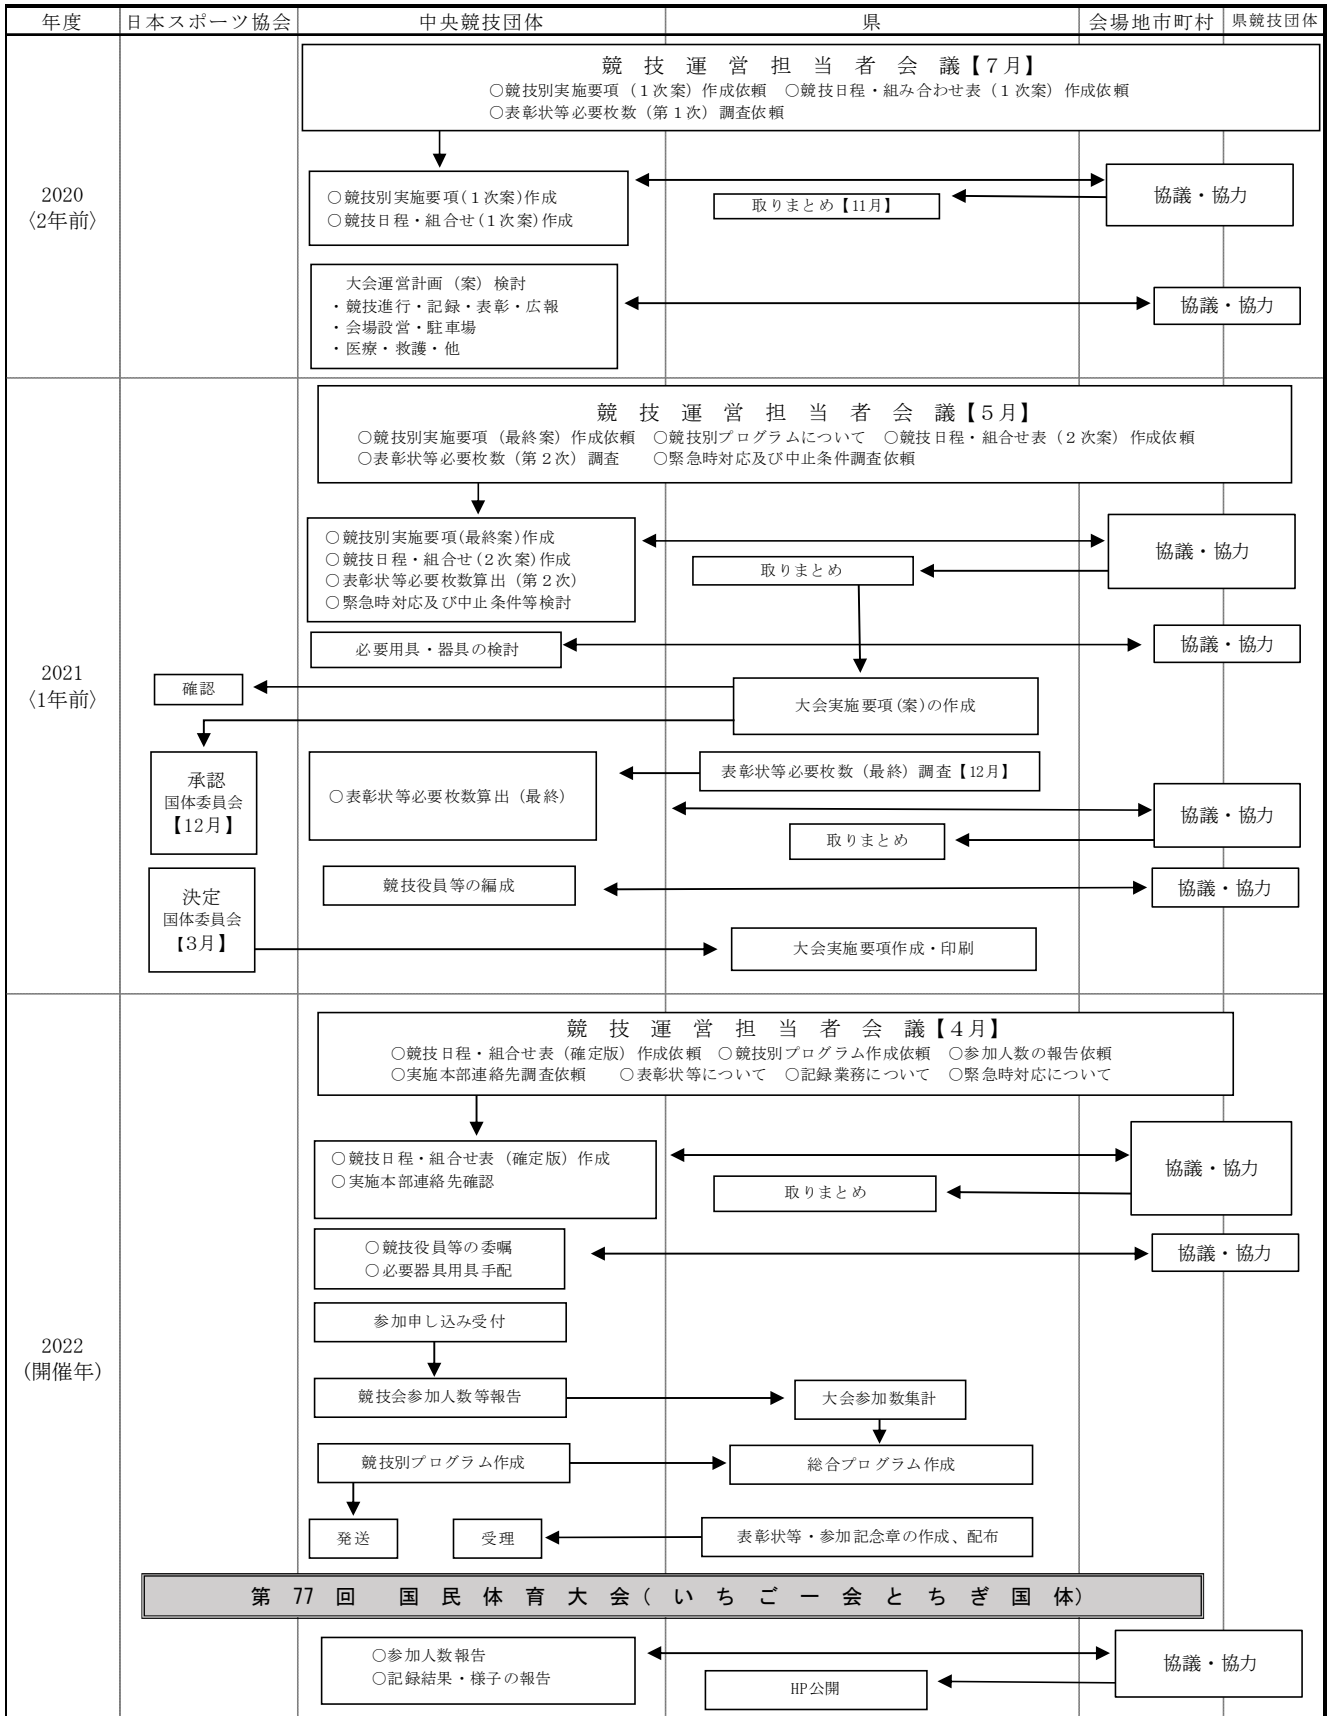 年度 日本スポーツ協会 中央競技団体 県 会場地市町村 県競技団体
競技運営担当者会議【7月】
○競技別実施要項（1次案）作成依頼 ○競技日程・組み合わせ表（1次案）作成依頼
○表彰状等必要枚数（第1次）調査依頼
2020
〈2年前〉
○競技別実施要項(1次案)作成
○競技日程・組合せ(1次案)作成
取りまとめ【11月】
協議・協力
大会運営計画（案）検討
・競技進行・記録・表彰・広報
・会場設営・駐車場
・医療・救護・他
協議・協力
競技運営担当者会議【5月】
○競技別実施要項（最終案）作成依頼 ○競技別プログラムについて ○競技日程・組合せ表（2次案）作成依頼
○表彰状等必要枚数（第2次）調査 ○緊急時対応及び中止条件調査依頼
2021
〈1年前〉
○競技別実施要項(最終案)作成
○競技日程・組合せ(2次案)作成
○表彰状等必要枚数算出（第2次）
○緊急時対応及び中止条件等検討
取りまとめ
協議・協力
必要用具・器具の検討
協議・協力
確認
大会実施要項(案)の作成
承認
国体委員会
【12月】
○表彰状等必要枚数算出（最終）
表彰状等必要枚数（最終）調査【12月】
協議・協力
取りまとめ
決定
国体委員会
【3月】
競技役員等の編成
協議・協力
大会実施要項作成・印刷
競技運営担当者会議【4月】
○競技日程・組合せ表（確定版）作成依頼 ○競技別プログラム作成依頼 ○参加人数の報告依頼
○実施本部連絡先調査依頼 ○表彰状等について ○記録業務について ○緊急時対応について
2022
(開催年)
○競技日程・組合せ表（確定版）作成
○実施本部連絡先確認
取りまとめ
協議・協力
○競技役員等の委嘱
○必要器具用具手配
協議・協力
参加申し込み受付
競技会参加人数等報告
大会参加数集計
競技別プログラム作成
総合プログラム作成
発送
受理
表彰状等・参加記念章の作成、配布
第77回 国民体育大会(いちご一会とちぎ国体)
○参加人数報告
○記録結果・様子の報告
HP公開
協議・協力